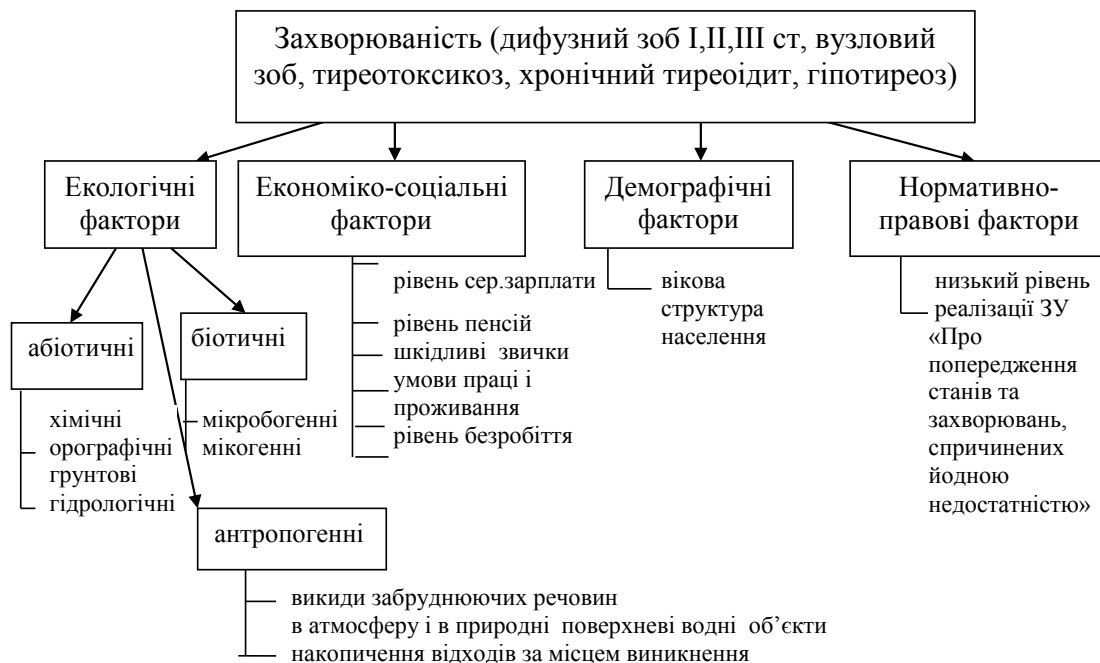 Захворюваність (дифузний зоб І,ІІ,ІІІ ст, вузловий
зоб, тиреотоксикоз, хронічний тиреоідит, гіпотиреоз)
Екологічні
фактори
Економіко-соціальні
фактори
Демографічні
фактори
Нормативно-
правові фактори
абіотичні
біотичні
хімічні
орографічні
грунтові
гідрологічні
мікробогенні
мікогенні
антропогенні
викиди забруднюючих речовин
в атмосферу і в природні поверхневі водні об’єкти
накопичення відходів за місцем виникнення
рівень сер.зарплати
рівень пенсій
шкідливі звички
умови праці і
проживання
рівень безробіття
вікова
структура
населення
низький рівень
реалізації ЗУ
«Про
попередження
станів та
захворювань,
спричинених
йодною
недостатністю»